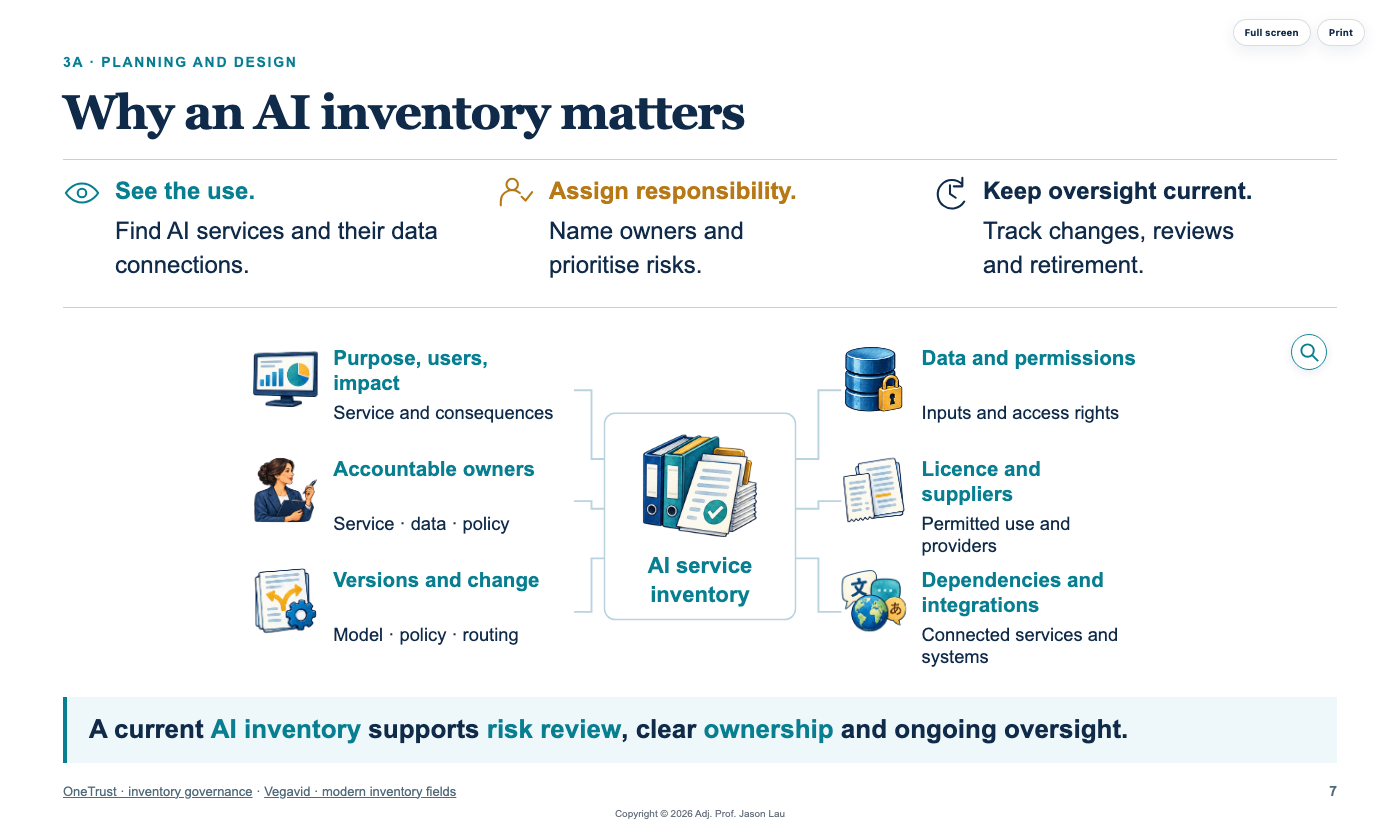 Full screen
Print
3A · PLANNING AND DESIGN
Why an AI inventory matters
See the use.
Find AI services and their data
connections.
Assign responsibility.
Name owners and
prioritise risks.
Keep oversight current.
Track changes, reviews
and retirement.
Purpose, users,
impact
Service and consequences
Accountable owners
Service · data · policy
Versions and change
Model · policy · routing
AI service
inventory
Data and permissions
Inputs and access rights
Licence and
suppliers
Permitted use and
providers
文
あ
Dependencies and
integrations
Connected services and
systems
A current AI inventory supports risk review, clear ownership and ongoing oversight.
OneTrust · inventory governance · Vegavid · modern inventory fields
7
Copyright © 2026 Adj. Prof. Jason Lau